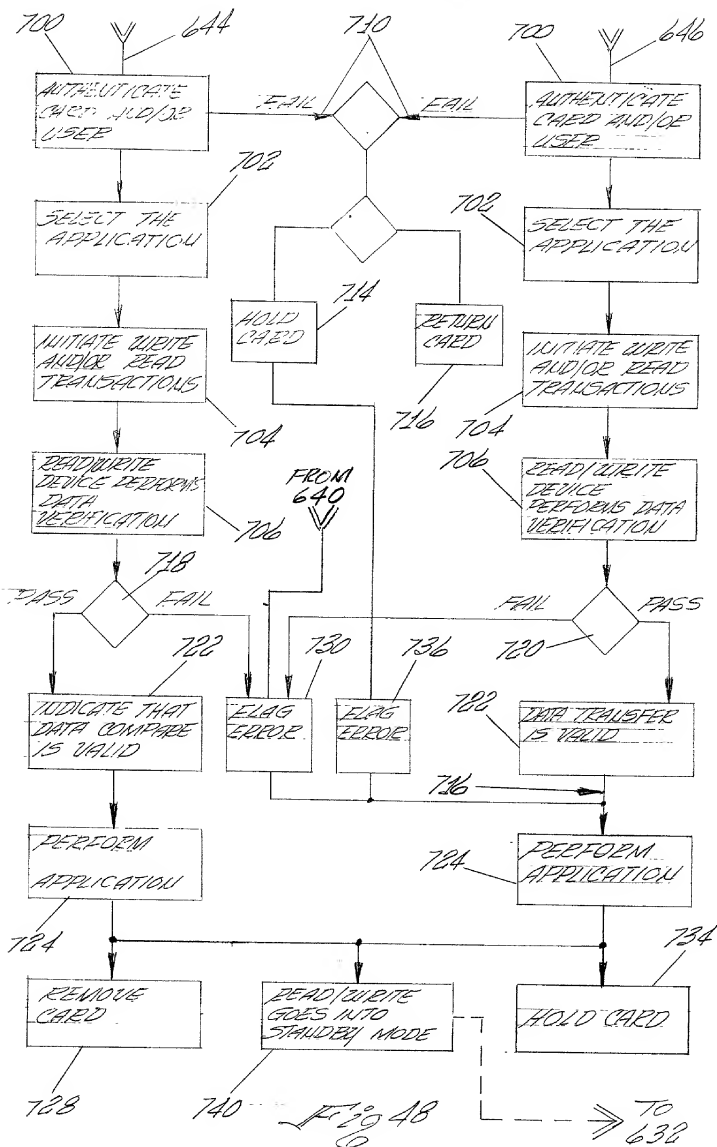 700
644
710
700
646
AUTHENTICATE
CARD AND/OR
USER
FAIL
FAIL
AUTHENTICATE
CARD AND/OR
USER
702
SELECT THE
APPLICATION
702
SELECT THE
APPLICATION
714
HOLD
CARD
RETURN
CARD
716
INITIATE WRITE
AND/OR READ
TRANSACTIONS
704
INITIATE WRITE
AND/OR READ
TRANSACTIONS
704
READ/WRITE
DEVICE PERFORMS
DATA
VERIFICATION
706
FROM
640
706
READ/WRITE
DEVICE
PERFORMS DATA
VERIFICATION
718
PASS
FAIL
FAIL
PASS
720
722
730
736
INDICATE THAT
DATA COMPARE
IS VALID
FLAG
ERROR
FLAG
ERROR
722
DATA TRANSFER
IS VALID
716
PERFORM
APPLICATION
724
PERFORM
APPLICATION
724
734
REMOVE
CARD
READ/WRITE
GOES INTO
STANDBY MODE
HOLD CARD
728
740
Fig 48
TO
632